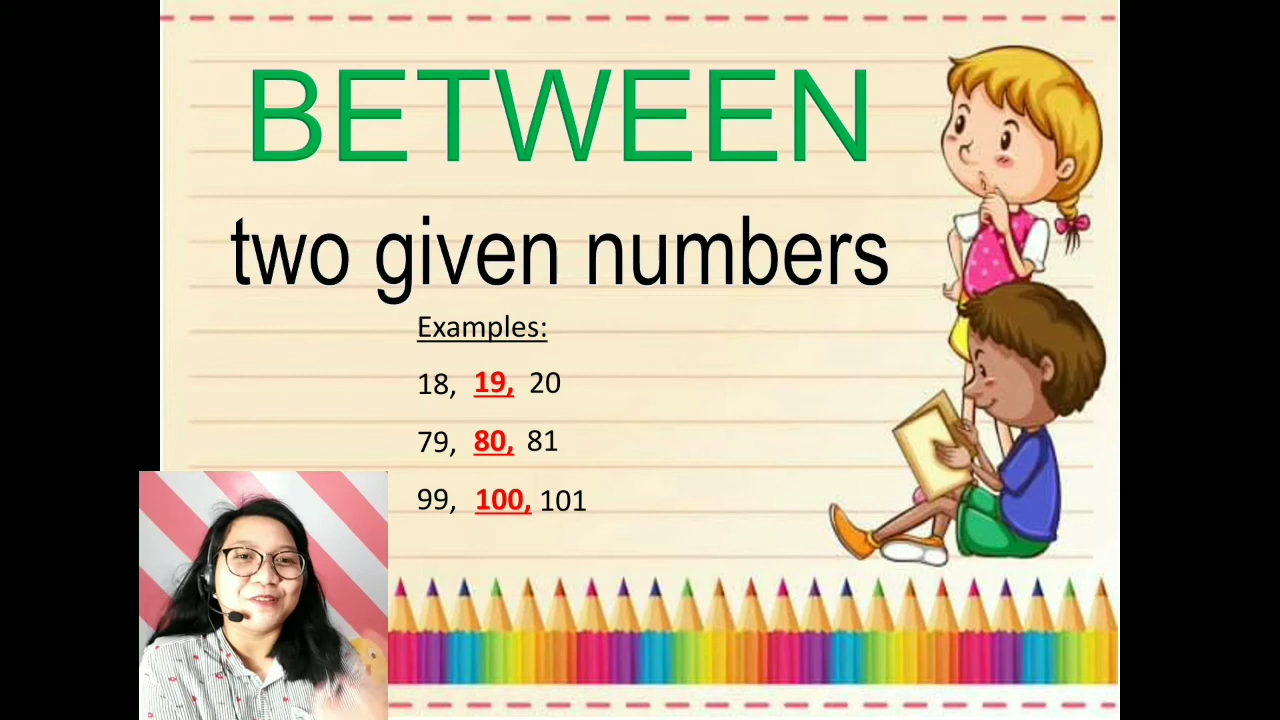 BETWEEN
two given numbers
Examples:
18, 19, 20
79, 80, 81
99, 100, 101